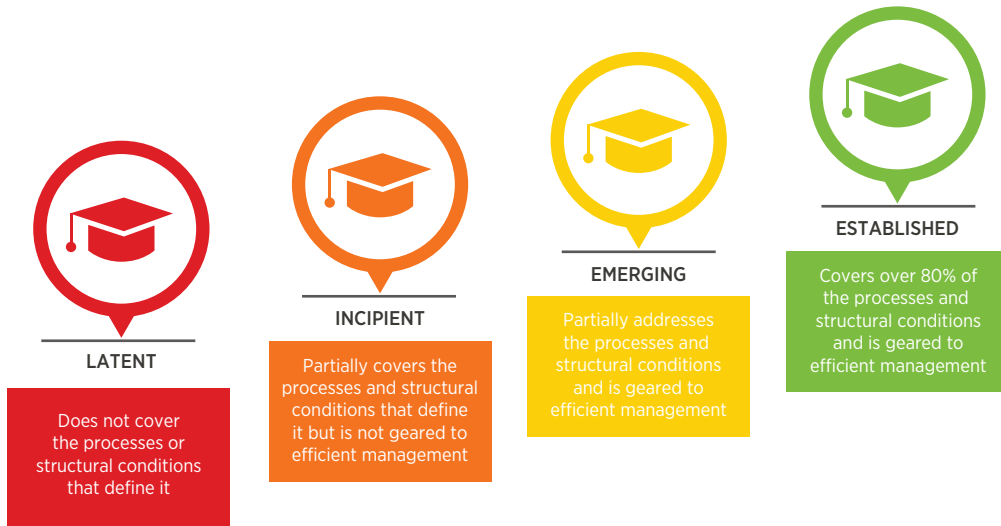 LATENT
Does not cover
the processes or
structural conditions
that define it
INCIPIENT
Partially covers the
processes and structural
conditions that define
it but is not geared to
efficient management
EMERGING
Partially addresses
the processes and
structural conditions
and is geared to
efficient management
ESTABLISHED
Covers over 80% of
the processes and
structural conditions
and is geared to
efficient management